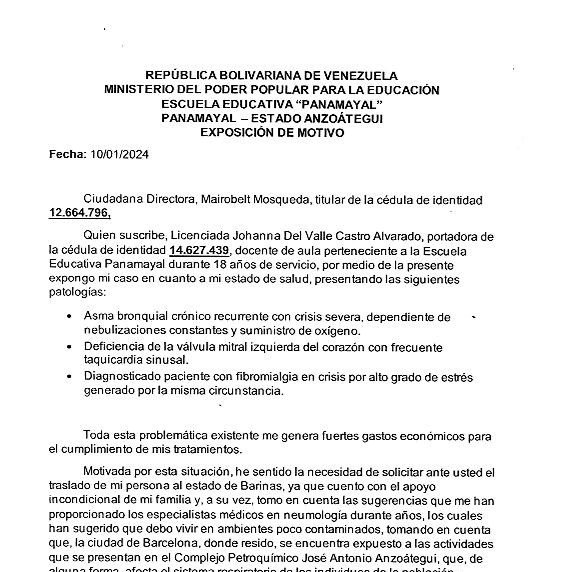 REPÚBLICA BOLIVARIANA DE VENEZUELA
MINISTERIO DEL PODER POPULAR PARA LA EDUCACIÓN
ESCUELA EDUCATIVA “PANAMAYAL”
PANAMAYAL – ESTADO ANZOÁTEGUI
EXPOSICIÓN DE MOTIVO
Fecha: 10/01/2024
Ciudadana Directora, Mairobelt Mosqueda, titular de la cédula de identidad
12.664.796,
Quien suscribe, Licenciada Johanna Del Valle Castro Alvarado, portadora de
la cédula de identidad 14.627.439, docente de aula perteneciente a la Escuela
Educativa Panamayal durante 18 años de servicio, por medio de la presente
expongo mi caso en cuanto a mi estado de salud, presentando las siguientes
patologías:
• Asma bronquial crónico recurrente con crisis severa, dependiente de
nebulizaciones constantes y suministro de oxígeno.
• Deficiencia de la válvula mitral izquierda del corazón con frecuente
taquicardia sinusal.
• Diagnosticado paciente con fibromialgia en crisis por alto grado de estrés
generado por la misma circunstancia.
Toda esta problemática existente me genera fuertes gastos económicos para
el cumplimiento de mis tratamientos.
Motivada por esta situación, he sentido la necesidad de solicitar ante usted el
traslado de mi persona al estado de Barinas, ya que cuento con el apoyo
incondicional de mi familia y, a su vez, tomo en cuenta las sugerencias que me han
proporcionado los especialistas médicos en neumología durante años, los cuales
han sugerido que debo vivir en ambientes poco contaminados, tomando en cuenta
que, la ciudad de Barcelona, donde resido, se encuentra expuesto a las actividades
que se presentan en el Complejo Petroquímico José Antonio Anzoátegui, que, de
alguna forma, afecta el sistema respiratorio de los individuos de la población